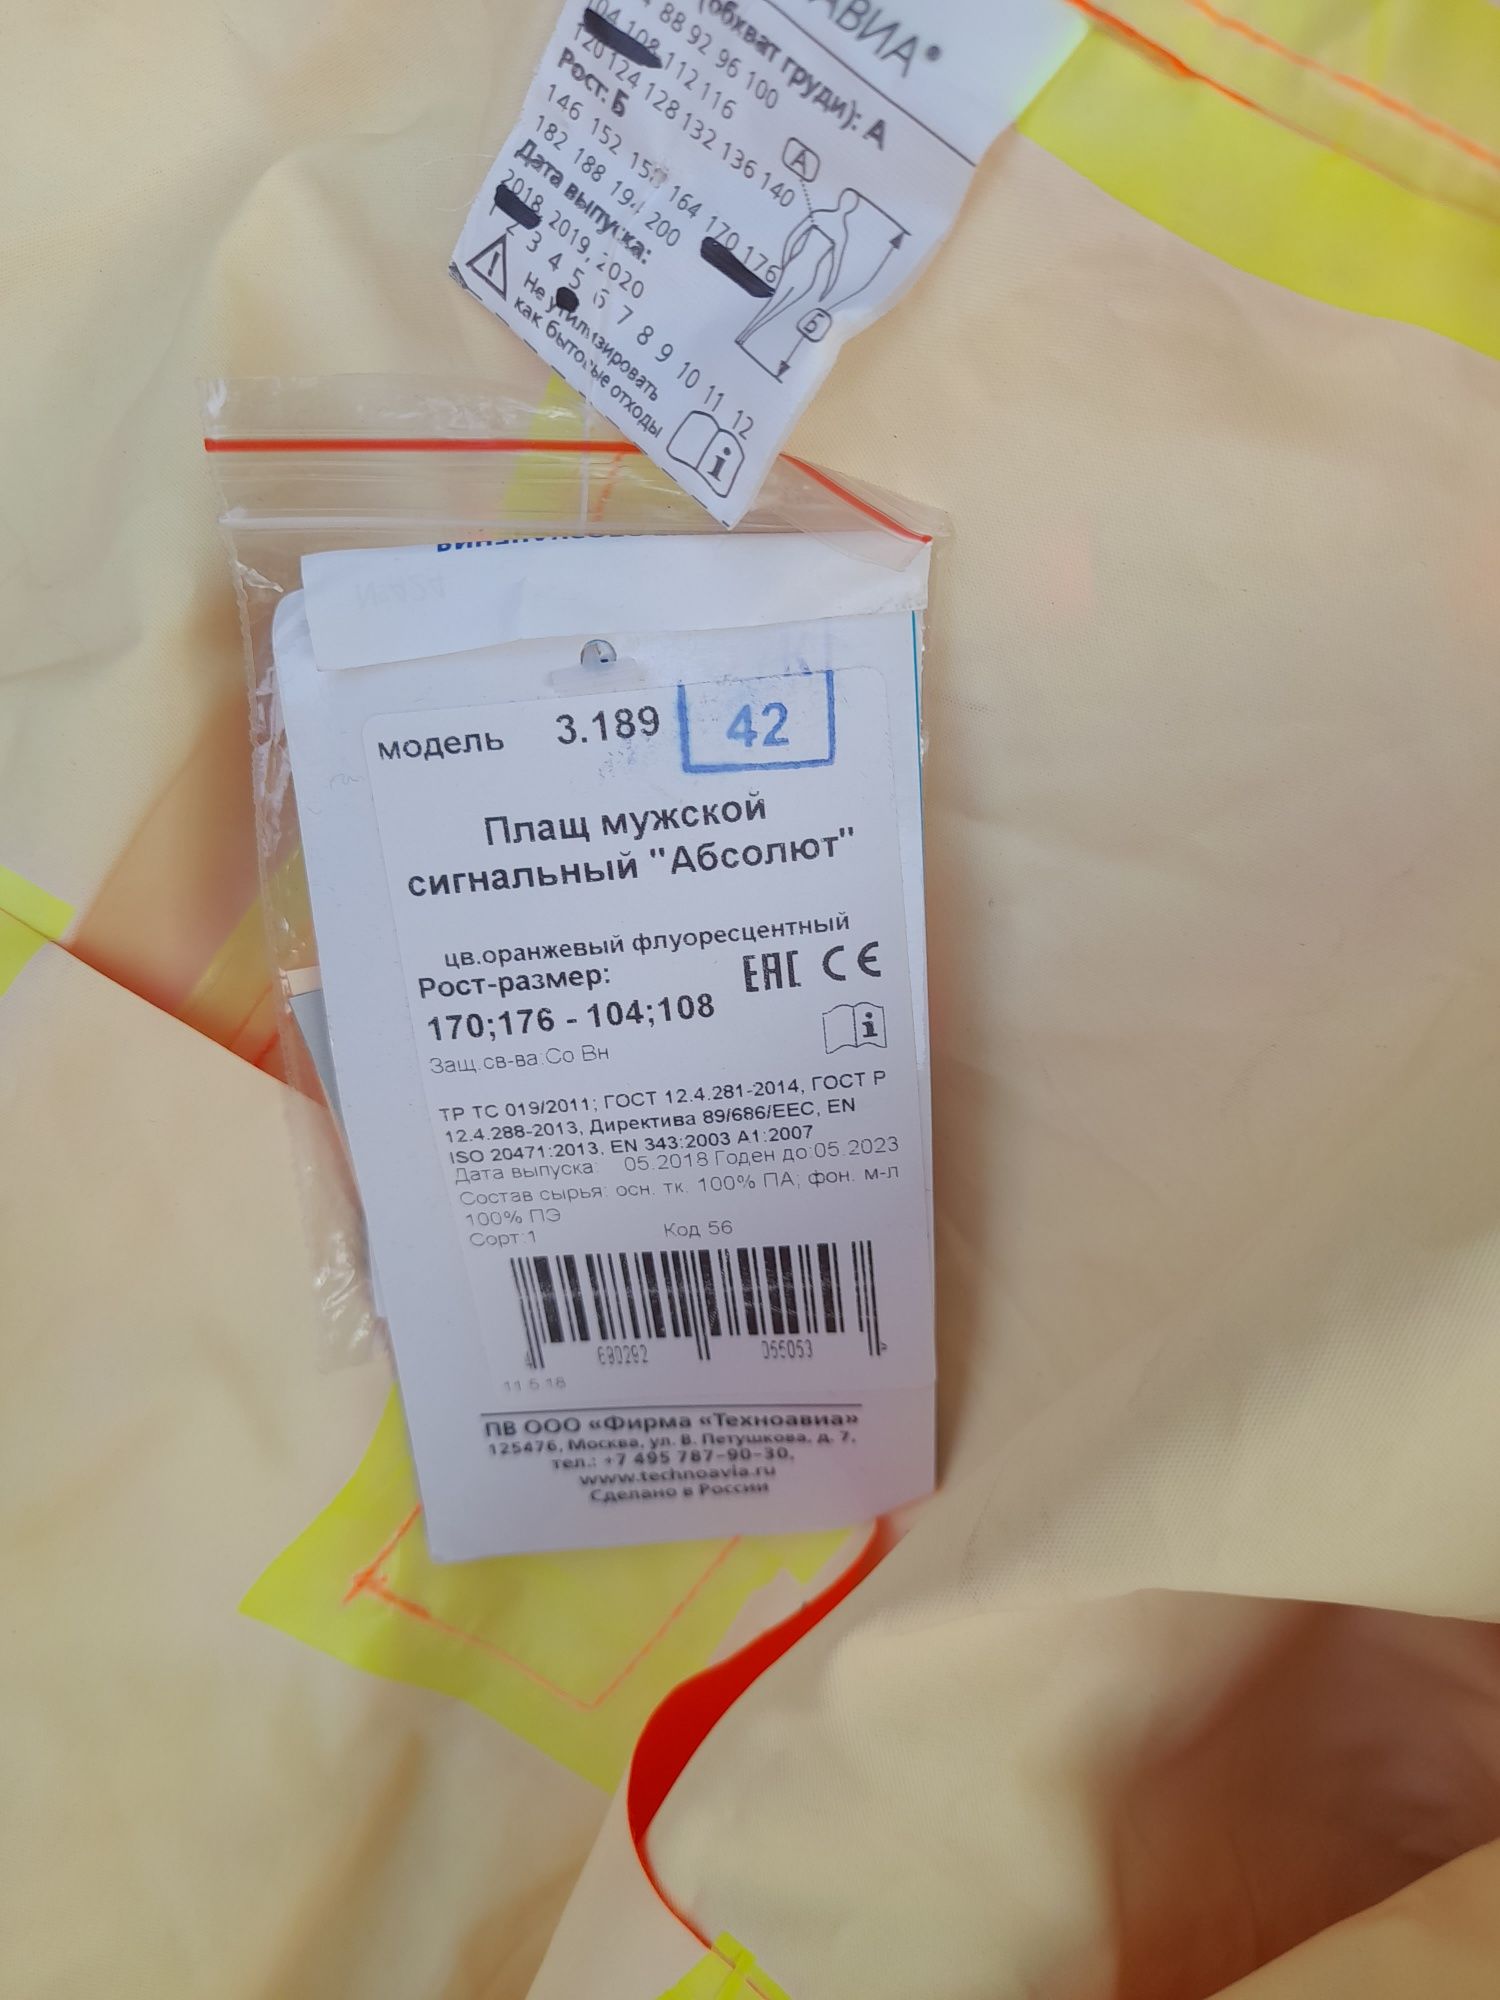 АВИА®
(обхват груди): А
88 92 96 100
104 108 112 116
120 124 128 132 136 140
Рост: Б
146 152 158 164 170 176
182 188 194 200
Дата выпуска:
2018, 2019, 2020
1 2 3 4 5 6 7 8 9 10 11 12
Не утилизировать
как бытовые отходы
А
Б
i
модель 3.189
42
Плащ мужской
сигнальный "Абсолют"
цв.оранжевый флуоресцентный
Рост-размер:
EAC CE
170;176 - 104;108
i
Защ.св-ва:Со Вн
ТР ТС 019/2011; ГОСТ 12.4.281-2014, ГОСТ Р
12.4.288-2013, Директива 89/686/EEC, EN
ISO 20471:2013, EN 343:2003 A1:2007
Дата выпуска: 05.2018 Годен до:05.2023
Состав сырья: осн. тк. 100% ПА; фон. м-л
100% ПЭ
Сорт:1 Код 56
4 690292 055053 >
11 5 18
ПВ ООО «Фирма «Техноавиа»
125476, Москва, ул. В. Петушкова, д. 7,
тел.: +7 495 787-90-30,
www.technoavia.ru
Сделано в России